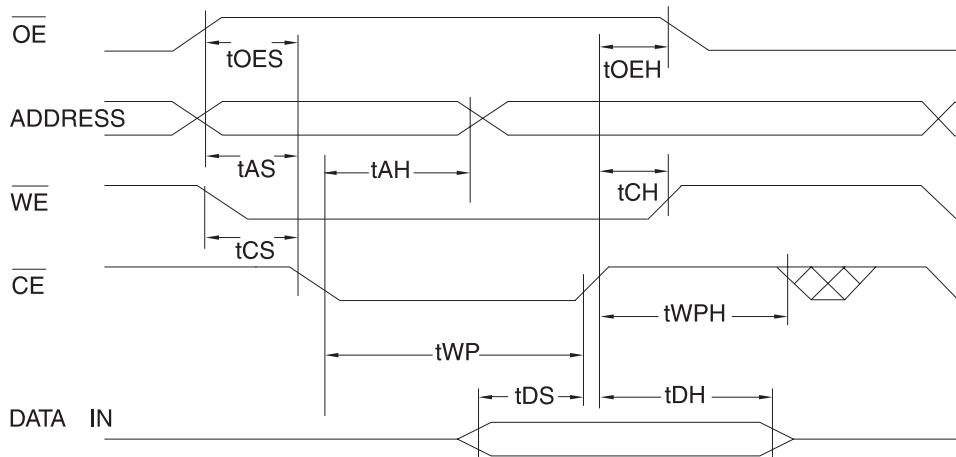 OE
tOES
tOEH
ADDRESS
tAS
tAH
tCH
WE
tCS
CE
tWPH
tWP
tDS
tDH
DATA IN